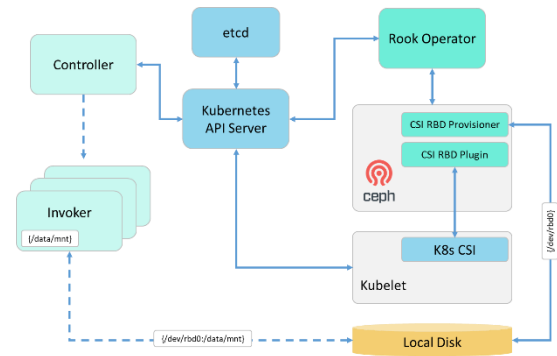 etcd
Rook Operator
Controller
Kubernetes
API Server
CSI RBD Provisioner
CSI RBD Plugin
ceph
Invoker
{/data/mnt}
K8s CSI
Kubelet
{/dev/rbd0}
{/dev/rbd0:/data/mnt}
Local Disk